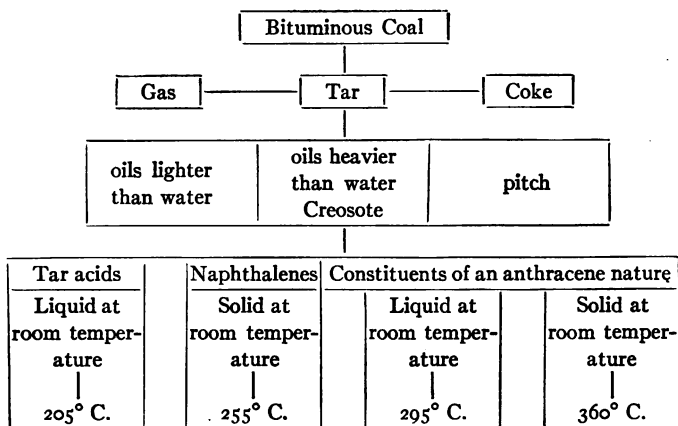 Bituminous Coal
Gas Tar Coke
oils lighter
than water
oils heavier
than water
Creosote
pitch
Tar acids Naphthalenes Constituents of an anthracene nature
Liquid at
room temper-
ature
205° C.
Solid at
room temper-
ature
255° C.
Liquid at
room temper-
ature
295° C.
Solid at
room temper-
ature
360° C.